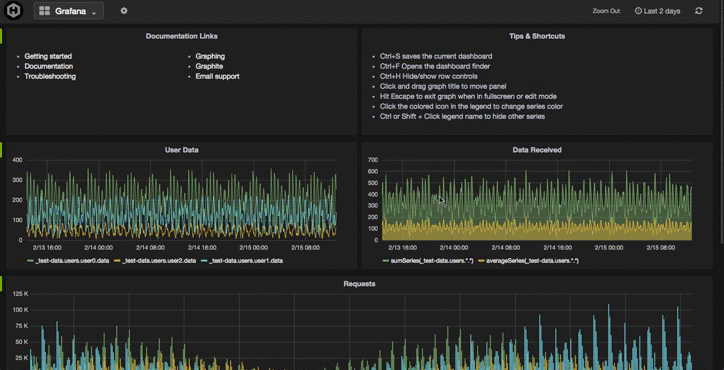 Grafana
Zoom Out
Last 2 days
Documentation Links
Getting started
Documentation
Troubleshooting
Graphing
Graphite
Email support
Tips & Shortcuts
Ctrl+S saves the current dashboard
Ctrl+F Opens the dashboard finder
Ctrl+H Hide/show row controls
Click and drag graph title to move panel
Hit Escape to exit graph when in fullscreen or edit mode
Click the colored icon in the legend to change series color
Ctrl or Shift + Click legend name to hide other series
User Data
400
300
200
100
0
2/13 16:00 2/14 00:00 2/14 08:00 2/14 16:00 2/15 00:00 2/15 08:00
_test-data.users.user0.data _test-data.users.user2.data _test-data.users.user1.data
Data Received
700
600
500
400
300
200
100
0
2/13 16:00 2/14 00:00 2/14 08:00 2/14 16:00 2/15 00:00 2/15 08:00
sumSeries(_test-data.users.*.*) averageSeries(_test-data.users.*.*)
Requests
125 K
100 K
75 K
50 K
25 K